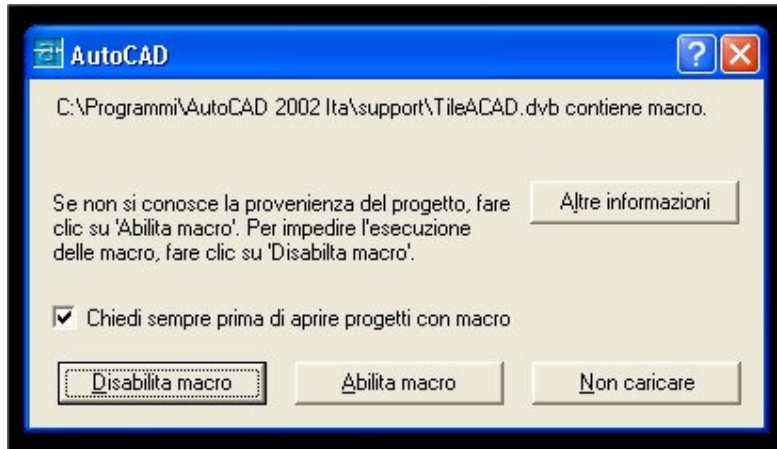 AutoCAD
C:\Programmi\AutoCAD 2002 Ita\support\TileACAD.dvb contiene macro.
Se non si conosce la provenienza del progetto, fare
clic su 'Abilita macro'. Per impedire l'esecuzione
delle macro, fare clic su 'Disabilta macro'.
Altre informazioni
Chiedi sempre prima di aprire progetti con macro
Disabilita macro
Abilita macro
Non caricare